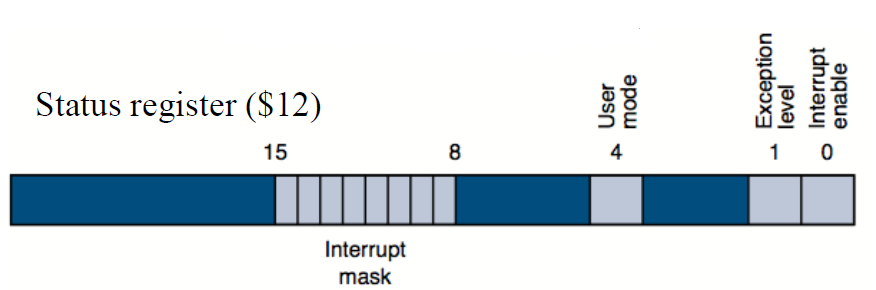 Status register ($12)
User
mode
Exception
level
Interrupt
enable
15
8
4
1
0
Interrupt
mask